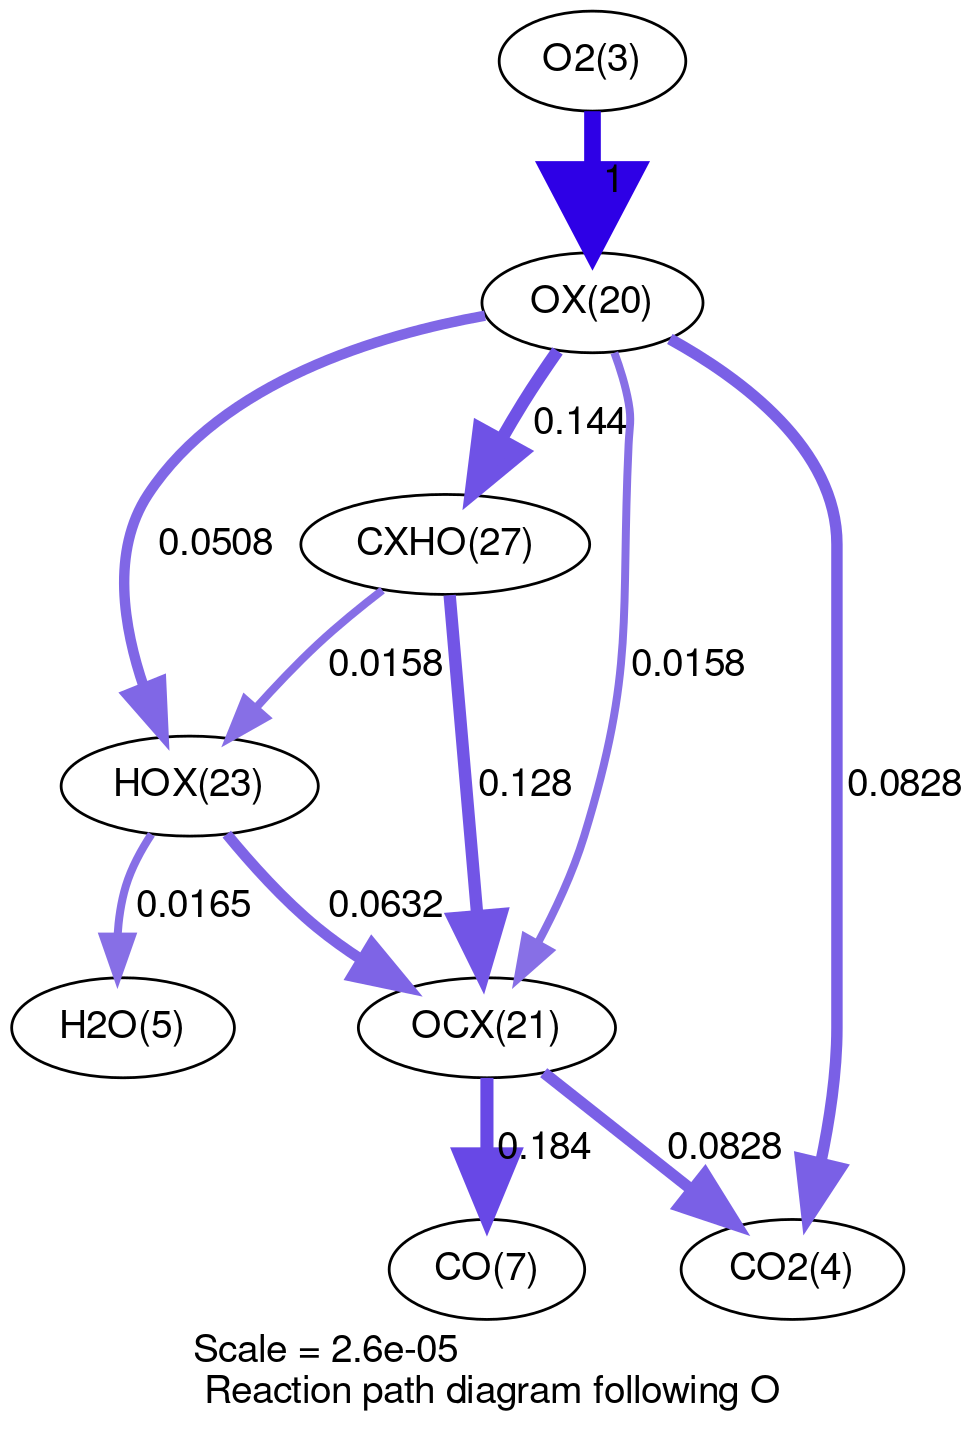 O2(3)
1
OX(20)
0.144
0.0508
CXHO(27)
0.0158
0.0158
HOX(23)
0.128
0.0828
0.0165
0.0632
H2O(5)
OCX(21)
0.184
0.0828
CO(7)
CO2(4)
Scale = 2.6e-05
Reaction path diagram following O